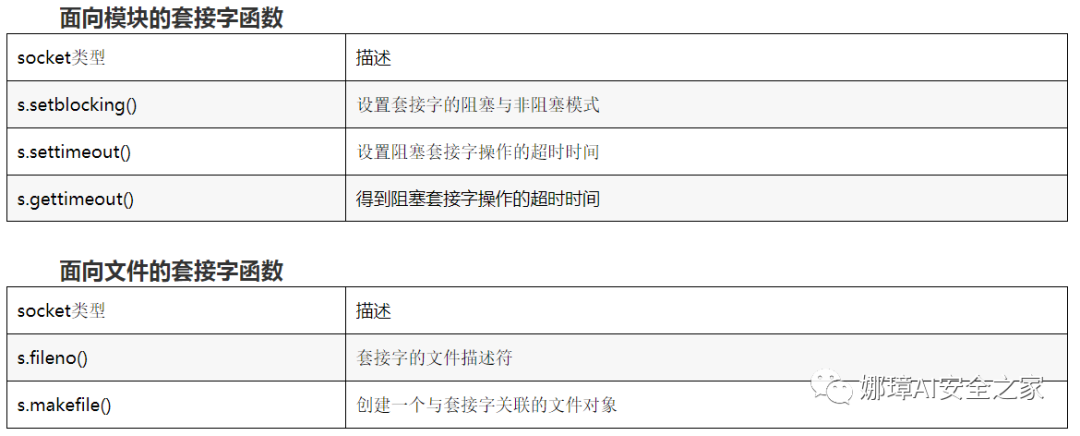 面向模块的套接字函数
socket类型 描述
s.setblocking() 设置套接字的阻塞与非阻塞模式
s.settimeout() 设置阻塞套接字操作的超时时间
s.gettimeout() 得到阻塞套接字操作的超时时间
面向文件的套接字函数
socket类型 描述
s.fileno() 套接字的文件描述符
s.makefile() 创建一个与套接字关联的文件对象
娜璋AI安全之家